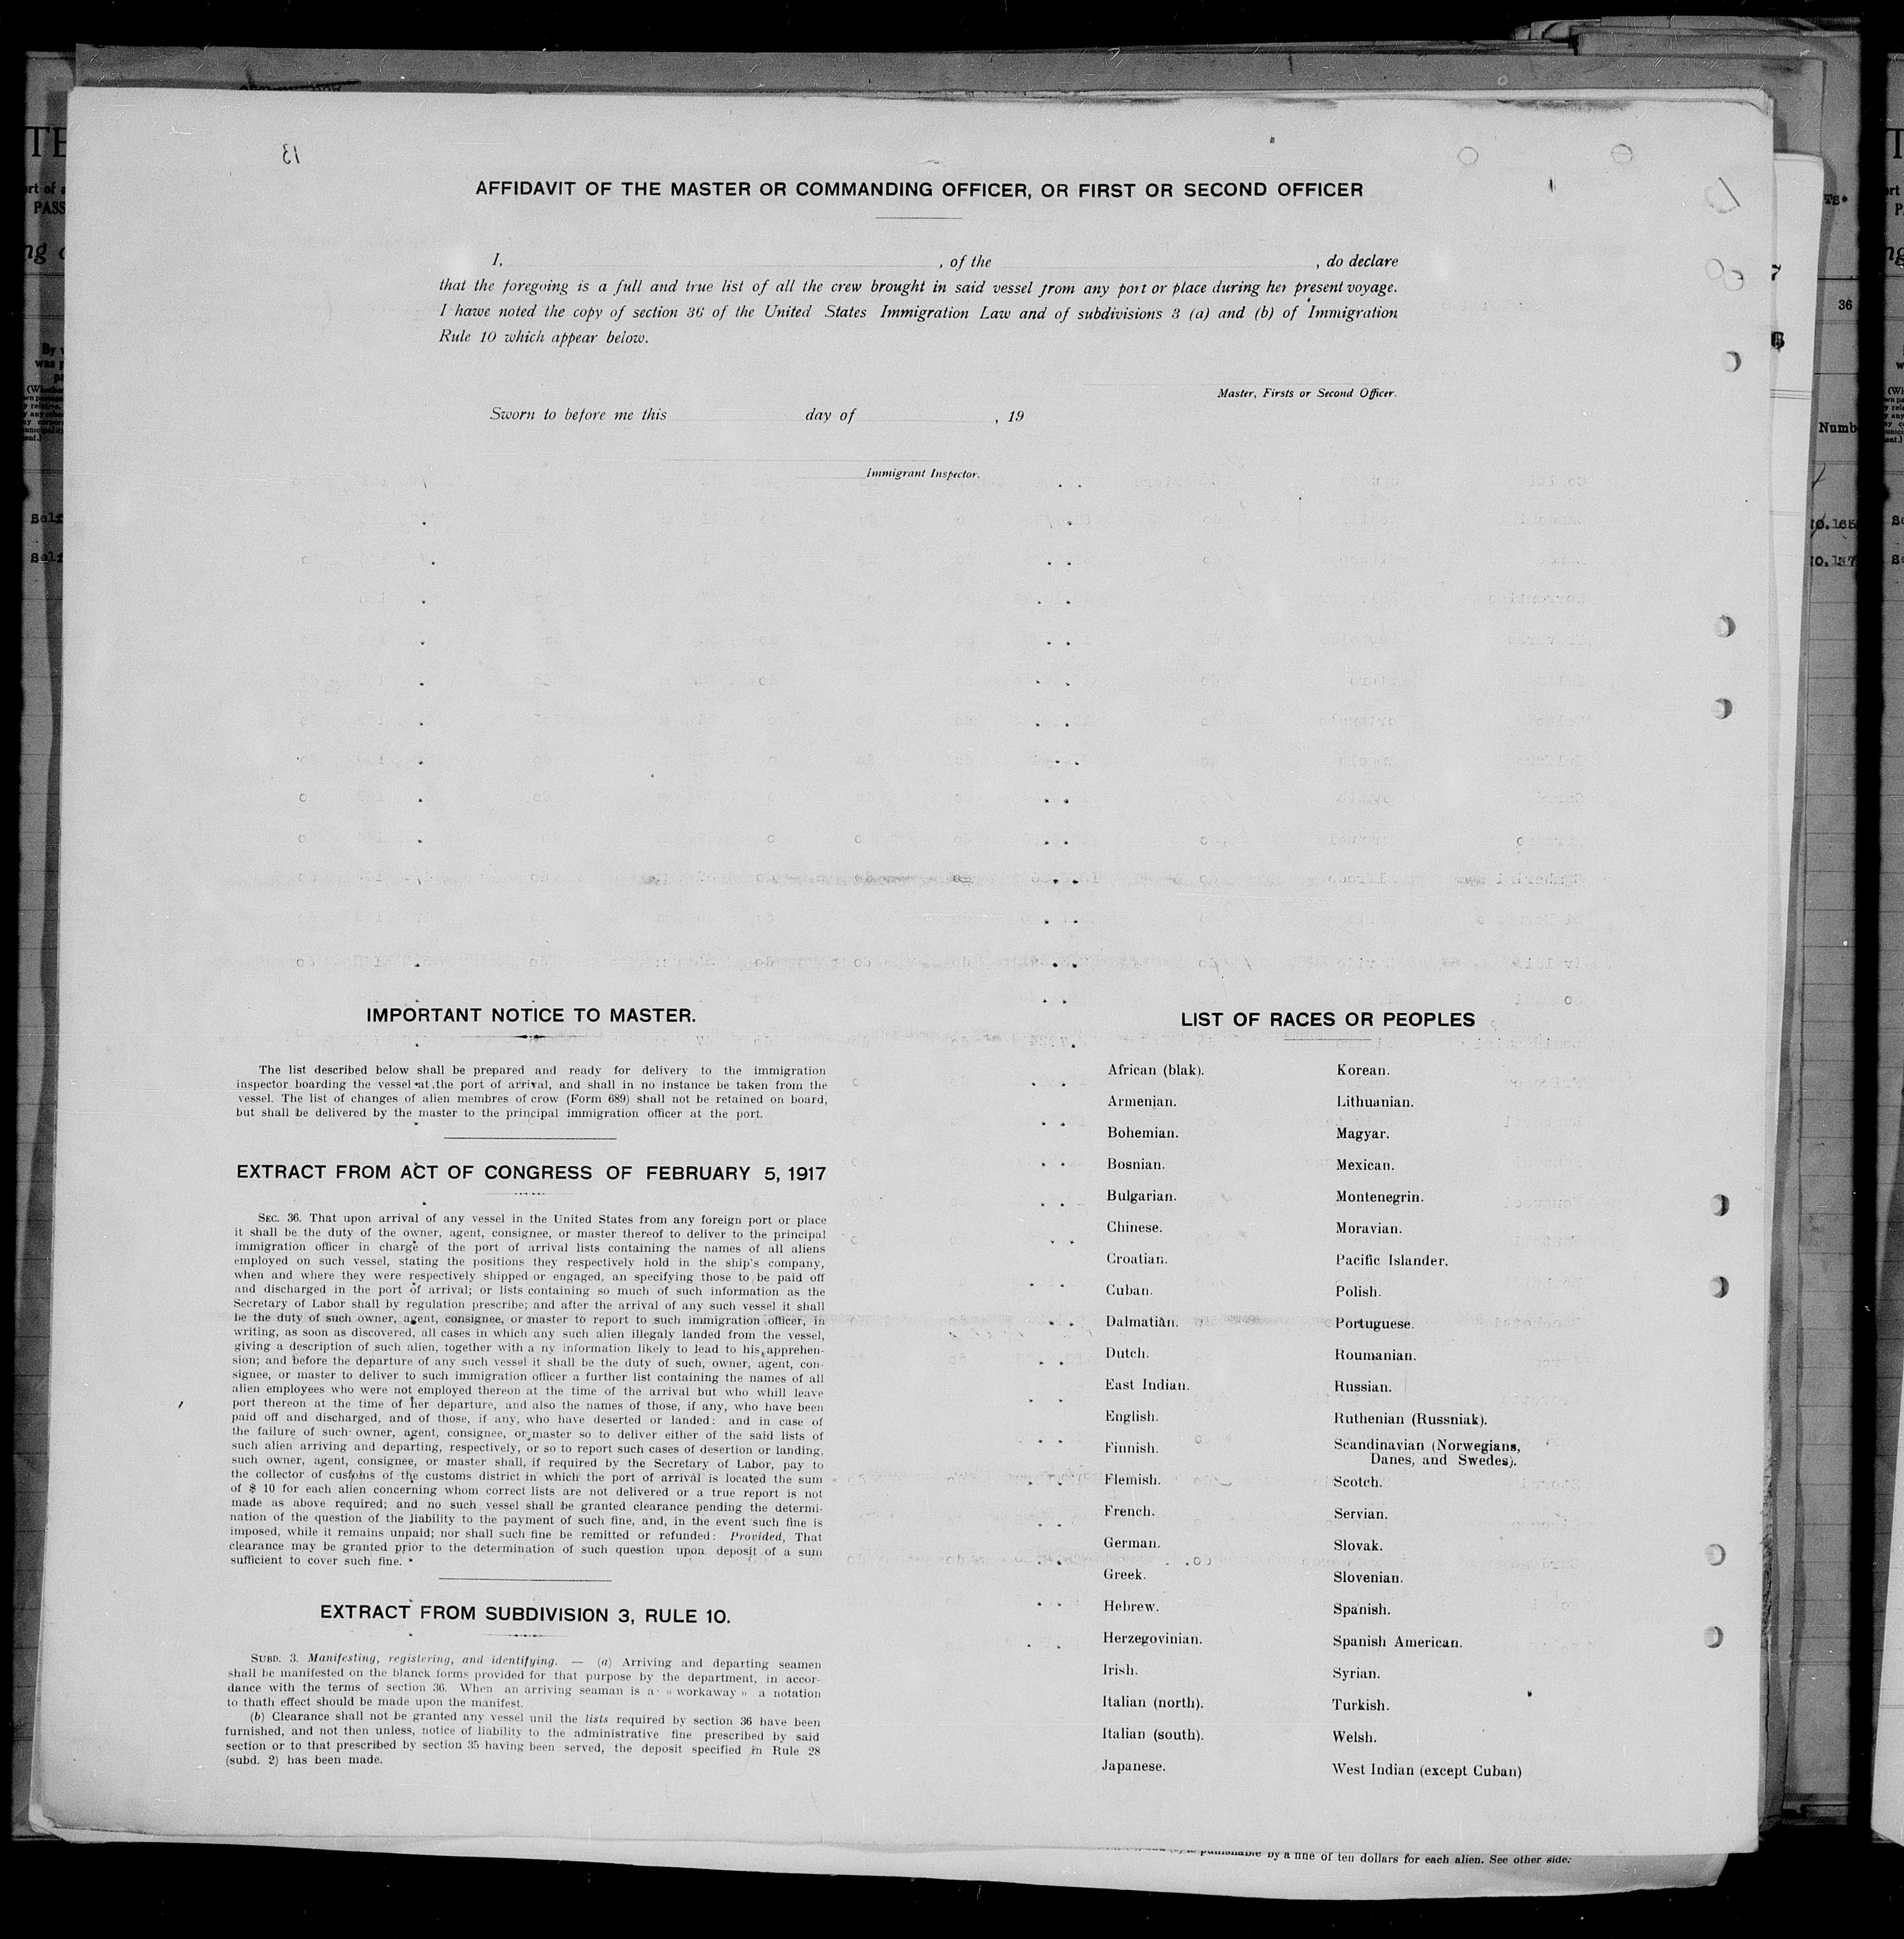 AFFIDAVIT OF THE MASTER OR COMMANDING OFFICER, OR FIRST OR SECOND OFFICER
I, , of the , do declare
that the foregoing is a full and true list of all the crew brought in said vessel from any port or place during her present voyage.
I hawe noted the copy of section 36 of the United States Immigration Law and of subdivisions 3 (a) and (b) of Immigration
Rule 10 which appear below.
Master, Firsts or Second Officer.
Sworn to before me this day of , 19
Immigrant Inspector.
IMPORTANT NOTICE TO MASTER.
The list described below shall be prepared and ready for delivery to the immigration
inspector boarding the vessel at the port of arrival, and shall in no instance be taken from the
vessel. The list of changes of alien membres of crow (Form 689) shall not be retained on board,
but shall be delivered by the master to the principal immigration officer at the port.
EXTRACT FROM ACT OF CONGRESS OF FEBRUARY 5, 1917
SEC. 36. That upon arrival of any vessel in the United States from any foreign port or place
it shall be the duty of the owner, agent, consignee, or master thereof to deliver to the principal
immigration officer in charge of the port of arrival lists containing the names of all aliens
employed on such vessel, stating the positions they respectively hold in the ship's company,
when and where they were respectively shipped or engaged, an specifying those to be paid off
and discharged in the port of arrival; or lists containing so much of such information as the
Secretary of Labor shall by regulation prescribe; and after the arrival of any such vessel it shall
be the duty of such owner, agent, consignee, or master to report to such immigration officer, in
writing, as soon as discovered, all cases in which any such alien illegaly landed from the vessel,
giving a description of such alien, together with a ny information likely to lead to his apprehen-
sion; and before the departure of any such vessel it shall be the duty of such, owner, agent, con-
signee, or master to deliver to such immigration officer a further list containing the names of all
alien employees who were not employed thereon at the time of the arrival but who whill leave
port thereon at the time of her departure, and also the names of those, if any, who have been
paid off and discharged, and of those, if any, who have deserted or landed: and in case of
the failure of such owner, agent, consignee, or master so to deliver either of the said lists of
such alien arriving and departing, respectively, or so to report such cases of desertion or landing,
such owner, agent, consignee, or master shall, if required by the Secretary of Labor, pay to
the collector of customs of the customs district in which the port of arrival is located the sum
of $ 10 for each alien concerning whom correct lists are not delivered or a true report is not
made as above required; and no such vessel shall be granted clearance pending the determi-
nation of the question of the liability to the payment of such fine, and, in the event such fine is
imposed, while it remains unpaid; nor shall such fine be remitted or refunded: Provided, That
clearance may be granted prior to the determination of such question upon deposit of a sum
sufficient to cover such fine.
EXTRACT FROM SUBDIVISION 3, RULE 10.
SUBD. 3. Manifesting, registering, and identifying. — (a) Arriving and departing seamen
shall be manifested on the blanck forms provided for that purpose by the department, in accor-
dance with the terms of section 36. When an arriving seaman is a « workaway » a notation
to thath effect should be made upon the manifest.
(b) Clearance shall not be granted any vessel unil the lists required by section 36 have been
furnished, and not then unless, notice of liability to the administrative fine prescribed by said
section or to that prescribed by section 35 having been served, the deposit specified in Rule 28
(subd. 2) has been made.
LIST OF RACES OR PEOPLES
African (blak).
Armenian.
Bohemian.
Bosnian.
Bulgarian.
Chinese.
Croatian.
Cuban.
Dalmatian.
Dutch.
East Indian.
English.
Finnish.
Flemish.
French.
German.
Greek.
Hebrew.
Herzegovinian.
Irish.
Italian (north).
Italian (south).
Japanese.
Korean.
Lithuanian.
Magyar.
Mexican.
Montenegrin.
Moravian.
Pacific Islander.
Polish.
Portuguese.
Roumanian.
Russian.
Ruthenian (Russniak).
Scandinavian (Norwegians,
Danes, and Swedes).
Scotch.
Servian.
Slovak.
Slovenian.
Spanish.
Spanish American.
Syrian.
Turkish.
Welsh.
West Indian (except Cuban)
by a fine of ten dollars for each alien. See other side.